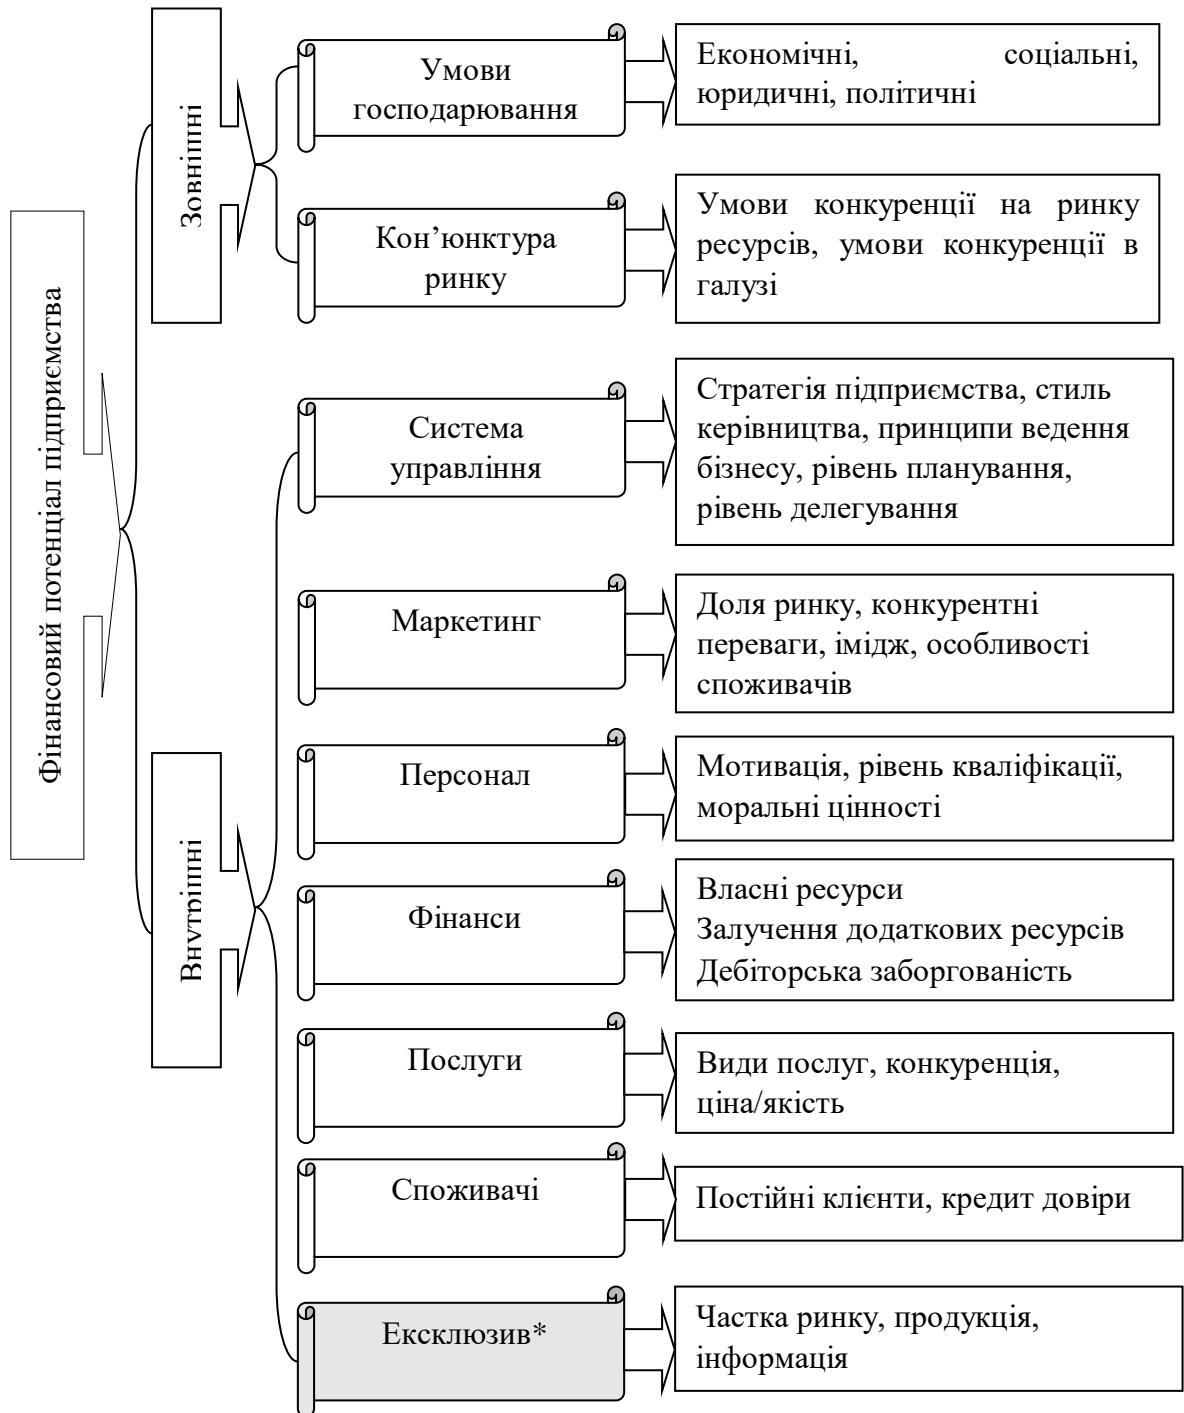 Фінансовий потенціал підприємства
Зовнішні
Умови
господарювання
Економічні, соціальні,
юридичні, політичні
Кон’юнктура
ринку
Умови конкуренції на ринку
ресурсів, умови конкуренції в
галузі
Внутрішні
Система
управління
Стратегія підприємства, стиль
керівництва, принципи ведення
бізнесу, рівень планування,
рівень делегування
Маркетинг
Доля ринку, конкурентні
переваги, імідж, особливості
споживачів
Персонал
Мотивація, рівень кваліфікації,
моральні цінності
Фінанси
Власні ресурси
Залучення додаткових ресурсів
Дебіторська заборгованість
Послуги
Види послуг, конкуренція,
ціна/якість
Споживачі
Постійні клієнти, кредит довіри
Ексклюзив*
Частка ринку, продукція,
інформація